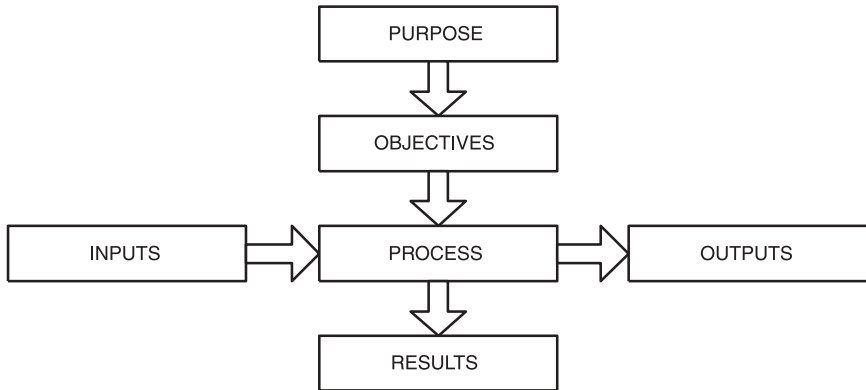 PURPOSE
OBJECTIVES
INPUTS
PROCESS
OUTPUTS
RESULTS